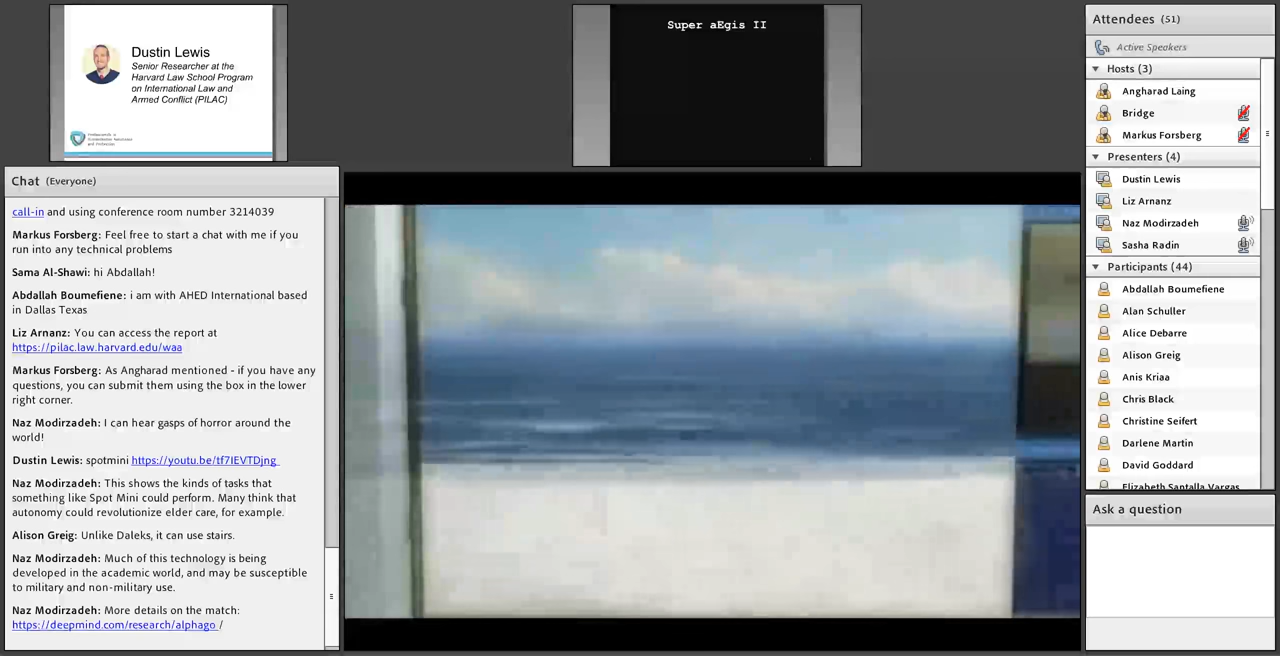 Dustin Lewis
Senior Researcher at the
Harvard Law School Program
on International Law and
Armed Conflict (PILAC)
Super aEgis II
Chat (Everyone)
call-in and using conference room number 3214039
Markus Forsberg: Feel free to start a chat with me if you
run into any technical problems
Sama Al-Shawi: hi Abdallah!
Abdallah Boumefiene: i am with AHED International based
in Dallas Texas
Liz Arnanz: You can access the report at
https://pilac.law.harvard.edu/waa
Markus Forsberg: As Angharad mentioned - if you have any
questions, you can submit them using the box in the lower
right corner.
Naz Modirzadeh: I can hear gasps of horror around the
world!
Dustin Lewis: spotmini https://youtu.be/tf7IEVTDjng
Naz Modirzadeh: This shows the kinds of tasks that
something like Spot Mini could perform. Many think that
autonomy could revolutionize elder care, for example.
Alison Greig: Unlike Daleks, it can use stairs.
Naz Modirzadeh: Much of this technology is being
developed in the academic world, and may be susceptible
to military and non-military use.
Naz Modirzadeh: More details on the match:
https://deepmind.com/research/alphago /
Attendees (51)
Active Speakers
Hosts (3)
Angharad Laing
Bridge
Markus Forsberg
Presenters (4)
Dustin Lewis
Liz Arnanz
Naz Modirzadeh
Sasha Radin
Participants (44)
Abdallah Boumefiene
Alan Schuller
Alice Debarre
Alison Greig
Anis Kriaa
Chris Black
Christine Seifert
Darlene Martin
David Goddard
Elizabeth Santalla Vargas
Ask a question